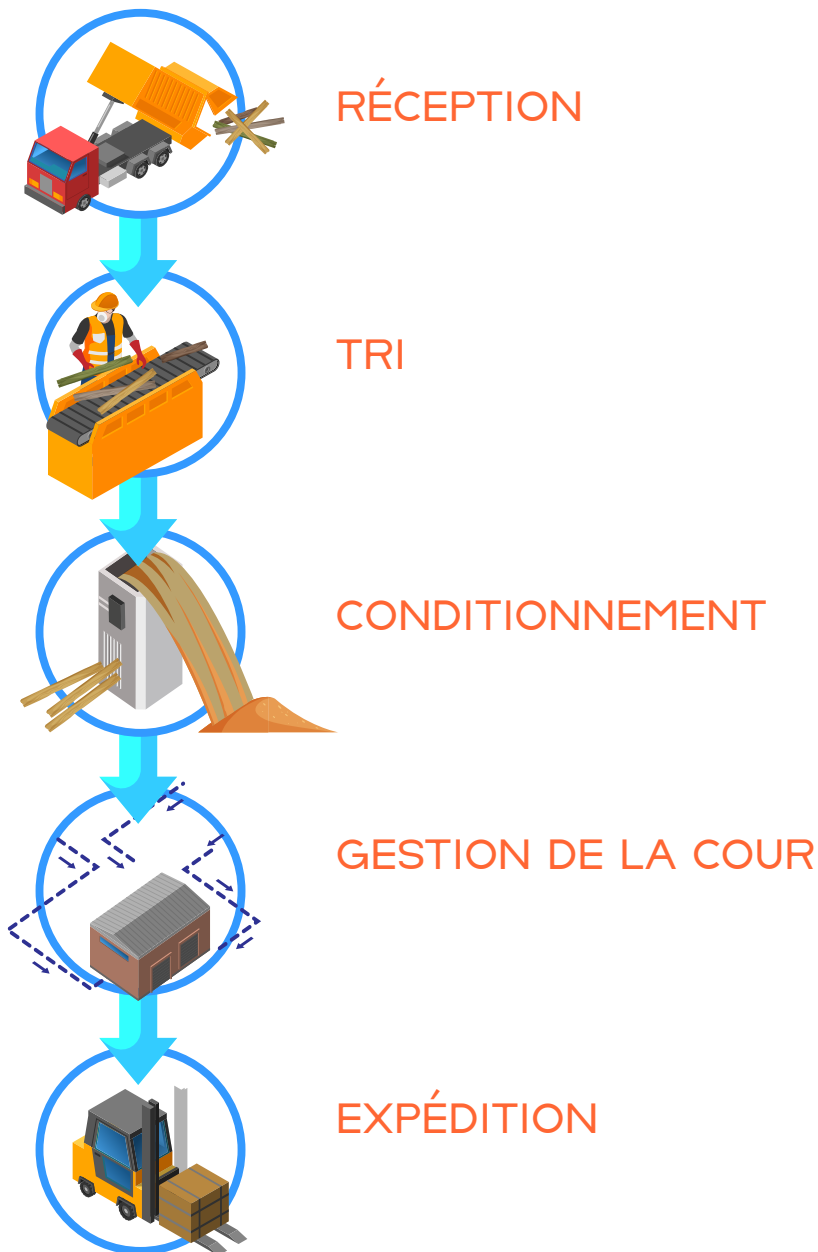 RÉCEPTION
TRI
CONDITIONNEMENT
GESTION DE LA COUR
EXPÉDITION